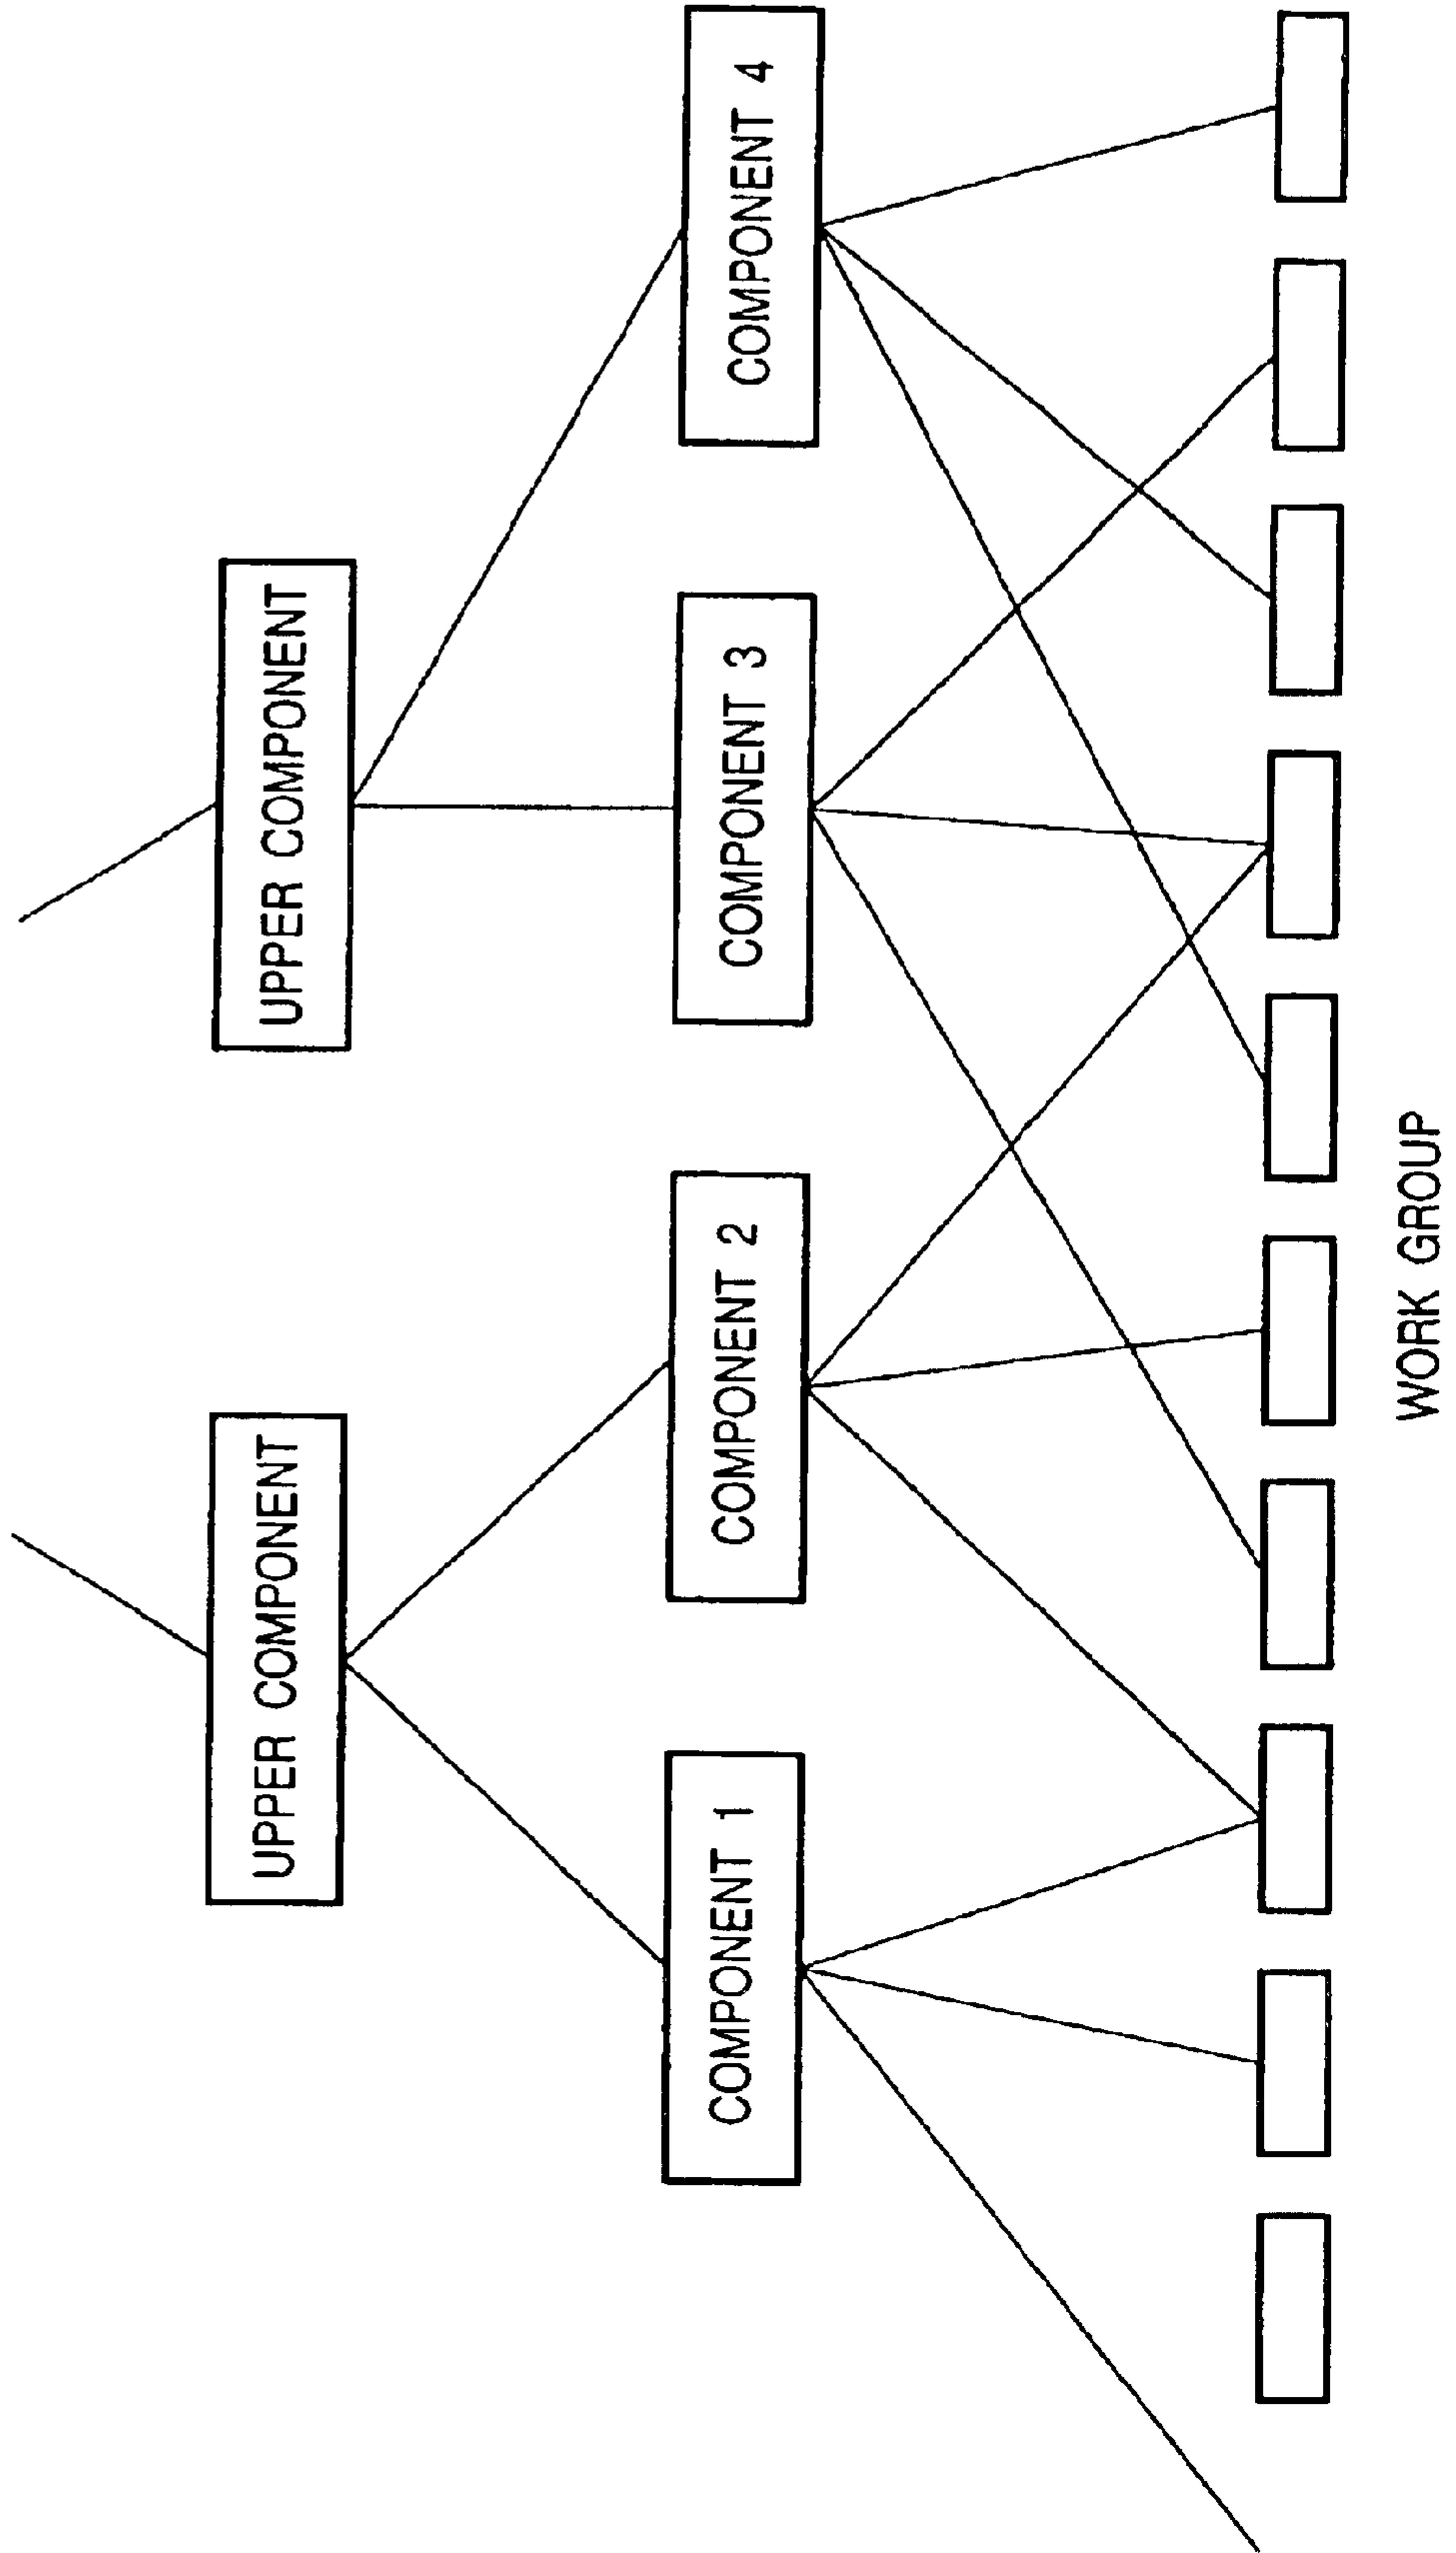 UPPER COMPONENT
UPPER COMPONENT
COMPONENT 1
COMPONENT 2
COMPONENT 3
COMPONENT 4
WORK GROUP